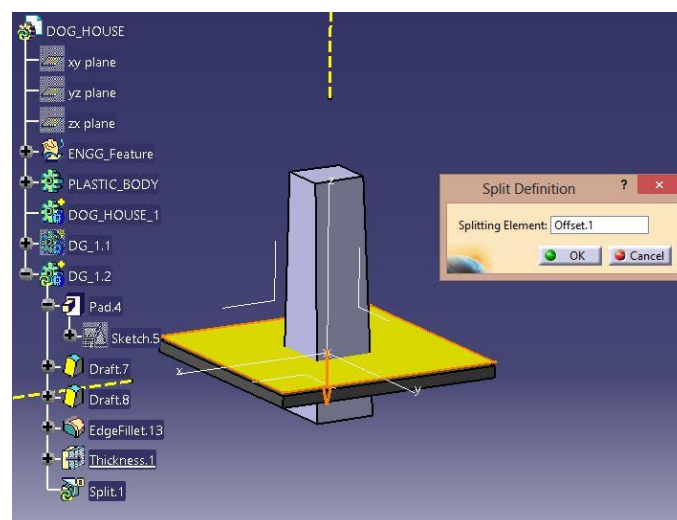 DOG_HOUSE
xy plane
yz plane
zx plane
ENGG_Feature
PLASTIC_BODY
DOG_HOUSE_1
DG_1.1
DG_1.2
Pad.4
Sketch.5
Draft.7
Draft.8
EdgeFillet.13
Thickness.1
Split.1
z
x
y
Split Definition ? ×
Splitting Element: Offset.1
OK Cancel